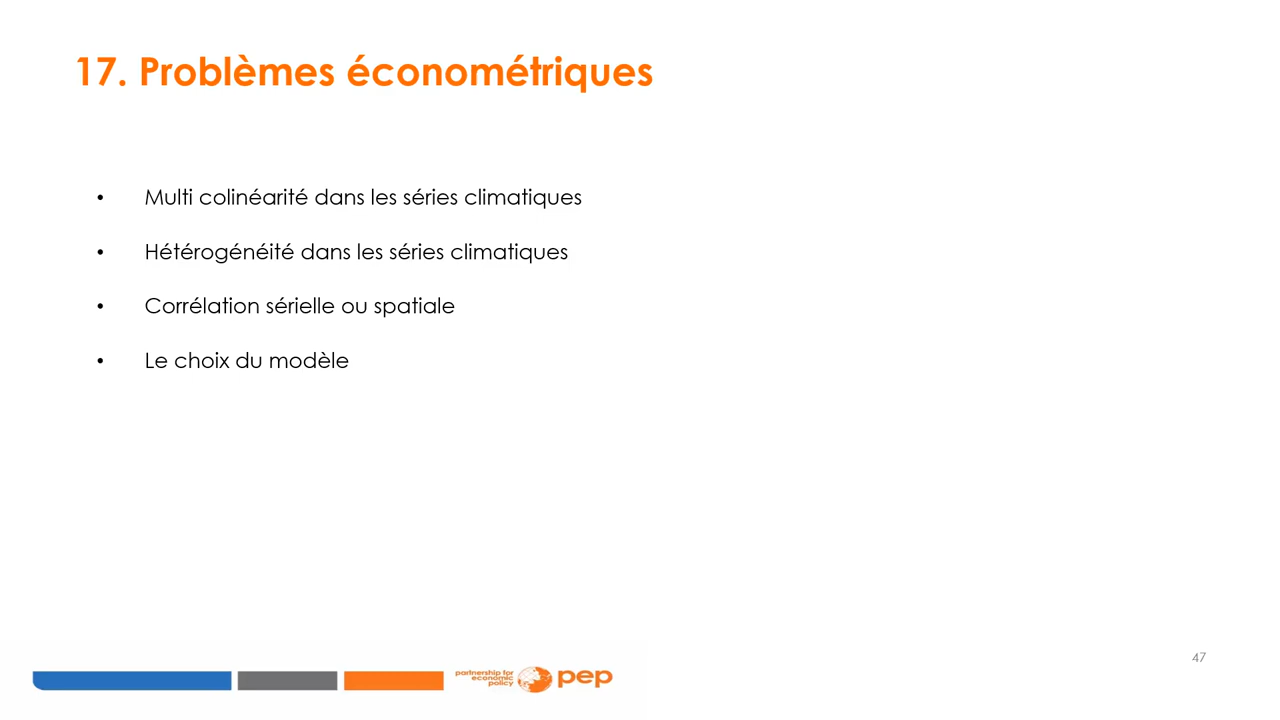 17. Problèmes économétriques
• Multi colinéarité dans les séries climatiques
• Hétérogénéité dans les séries climatiques
• Corrélation sérielle ou spatiale
• Le choix du modèle
47
partnership for
economic
policy
pep